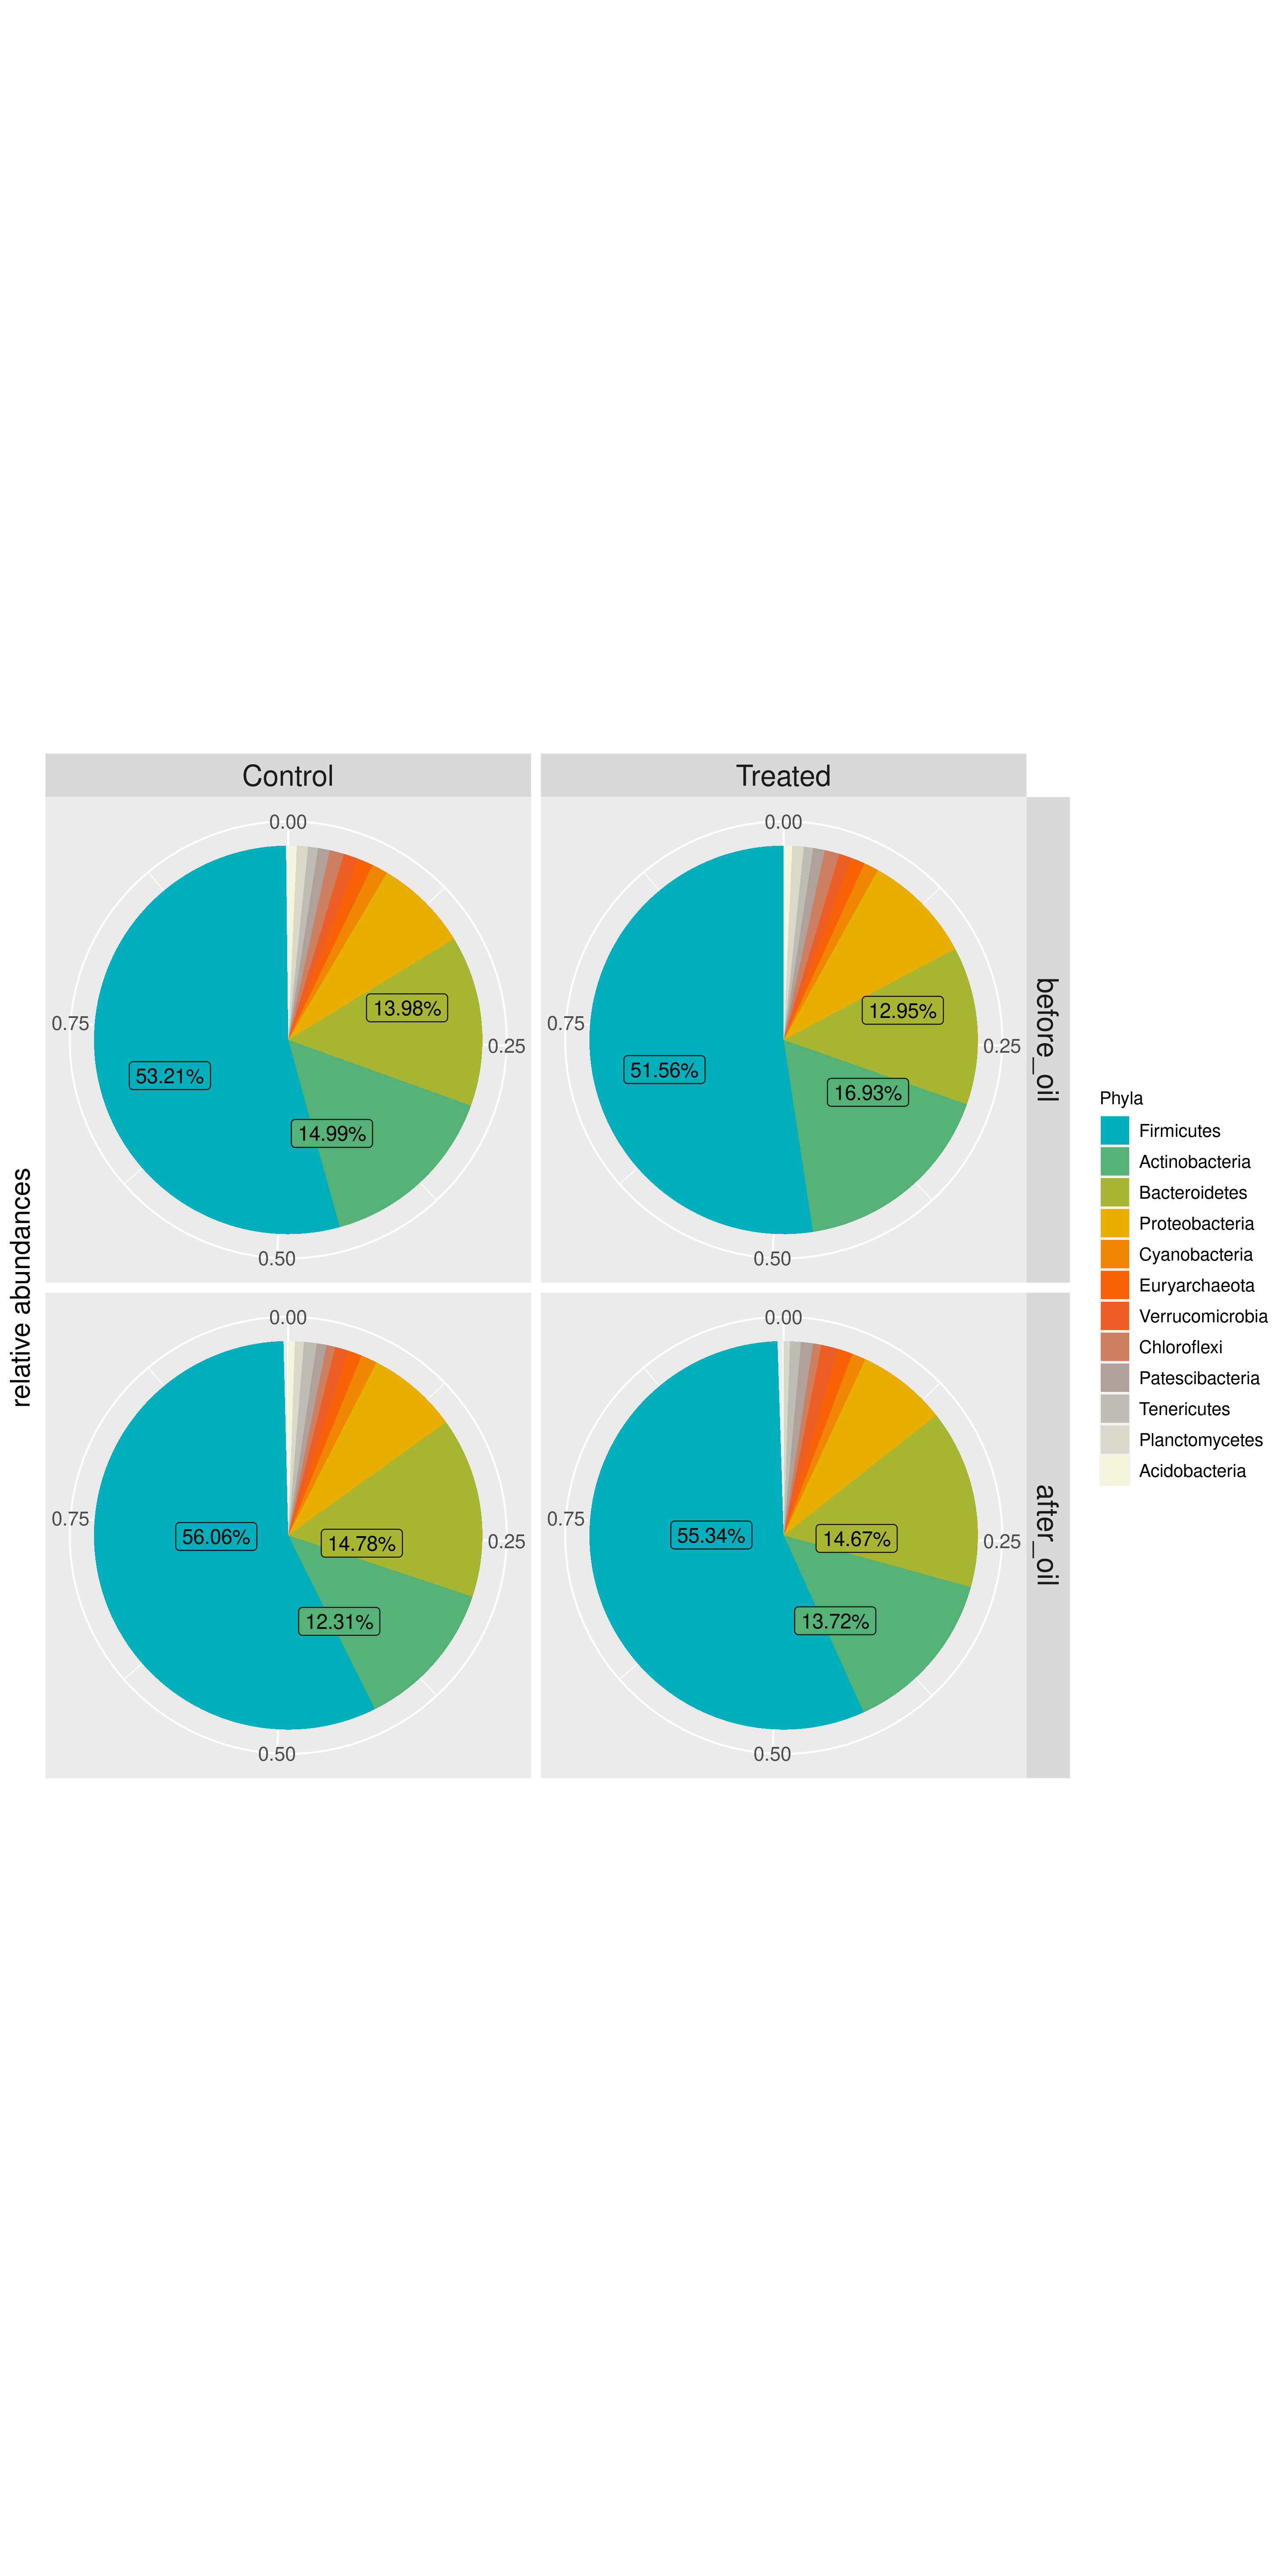 Control
Treated
0.00
0.00
13.98%
12.95%
0.75
0.25
0.75
0.25
53.21%
51.56%
16.93%
14.99%
0.50
0.50
before_oil
relative abundances
0.00
0.00
0.75
0.25
0.75
0.25
56.06%
14.78%
55.34%
14.67%
12.31%
13.72%
0.50
0.50
after_oil
Phyla
Firmicutes
Actinobacteria
Bacteroidetes
Proteobacteria
Cyanobacteria
Euryarchaeota
Verrucomicrobia
Chloroflexi
Patescibacteria
Tenericutes
Planctomycetes
Acidobacteria